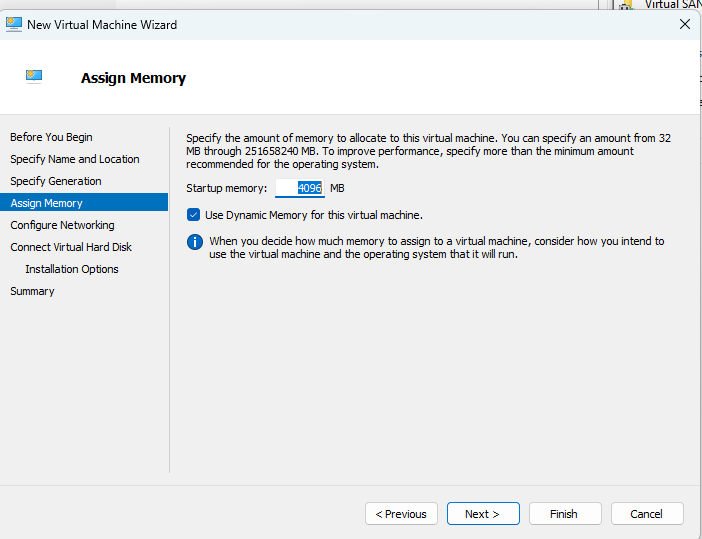 Virtual SAN
New Virtual Machine Wizard
Assign Memory
Before You Begin
Specify Name and Location
Specify Generation
Assign Memory
Configure Networking
Connect Virtual Hard Disk
Installation Options
Summary
Specify the amount of memory to allocate to this virtual machine. You can specify an amount from 32
MB through 251658240 MB. To improve performance, specify more than the minimum amount
recommended for the operating system.
Startup memory: 4096 MB
Use Dynamic Memory for this virtual machine.
When you decide how much memory to assign to a virtual machine, consider how you intend to
use the virtual machine and the operating system that it will run.
< Previous
Next >
Finish
Cancel